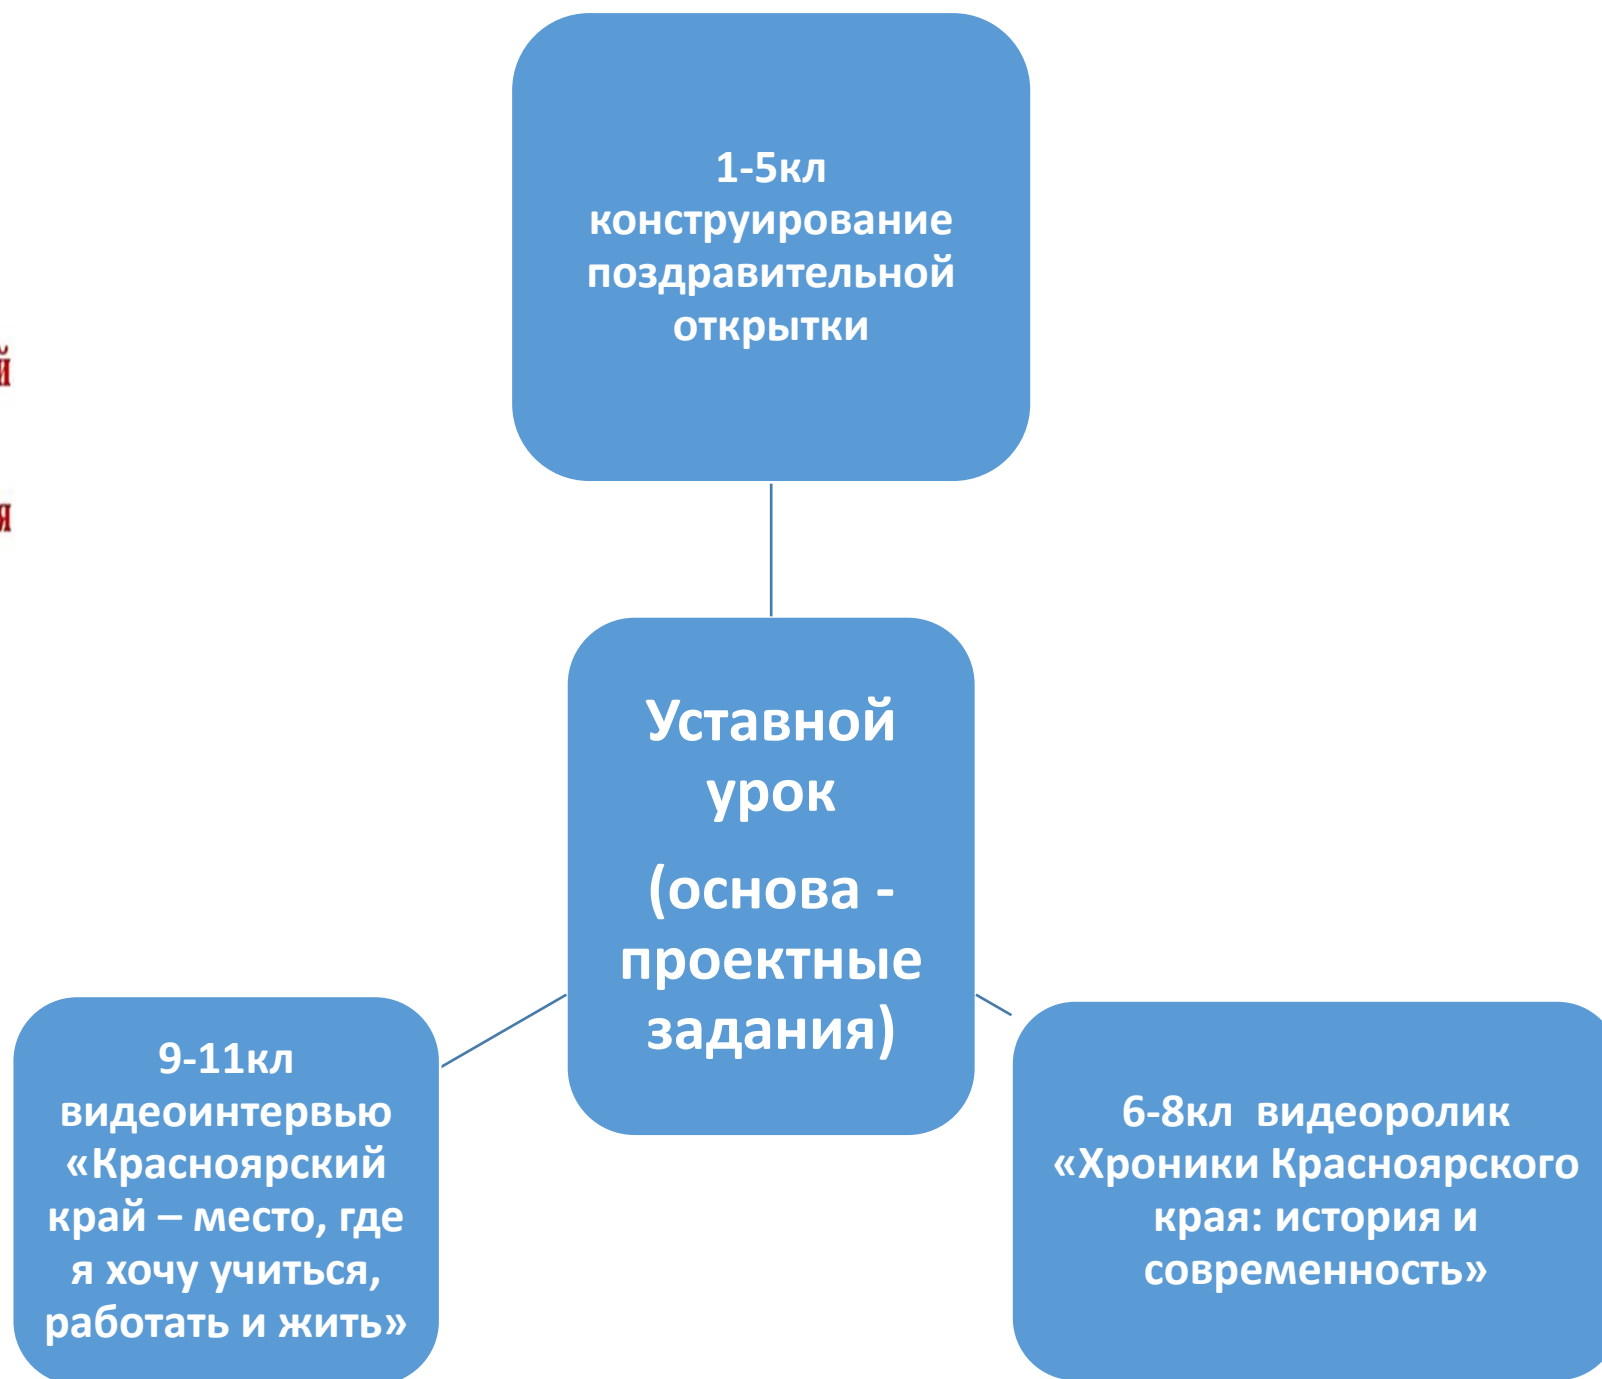 1-5кл
конструирование
поздравительной
открытки
Уставной
урок
(основа -
проектные
задания)
9-11кл
видеоинтервью
«Красноярский
край – место, где
я хочу учиться,
работать и жить»
6-8кл видеоролик
«Хроники Красноярского
края: история и
современность»